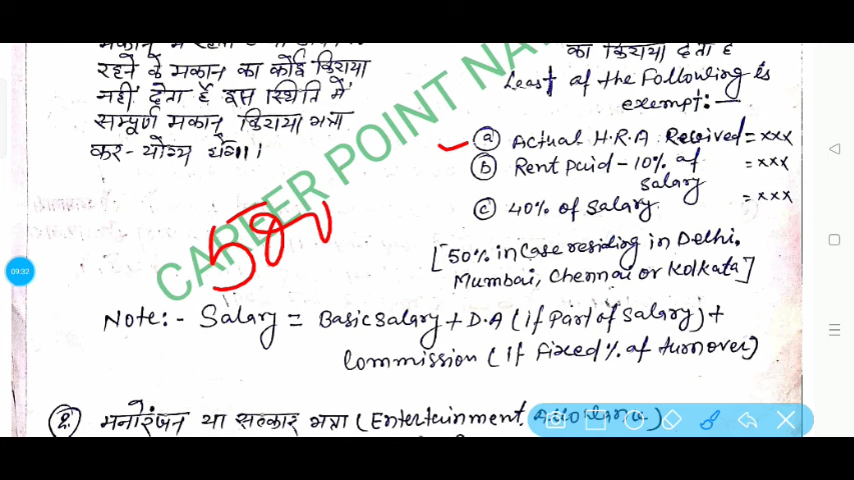 रहने के मकान का कोई किराया
नहीं देता है इस स्थिति में
सम्पूर्ण मकान किराया भत्ता
कर-योग्य होगा।
का किराया देता है
Least of the Following is
exempt:—
(a) Actual H.R.A Received = xxx
(b) Rent paid - 10% of salary = xxx
(c) 40% of salary = xxx
[50% in Case residing in Delhi,
Mumbai, Chennai or Kolkata]
Note:- Salary = Basic Salary + D.A (if Part of Salary) +
Commission (if Fixed % of turnover)
मनोरंजन या सत्कार भत्ता (Entertainment Allowance)
CAREER POINT
09:32